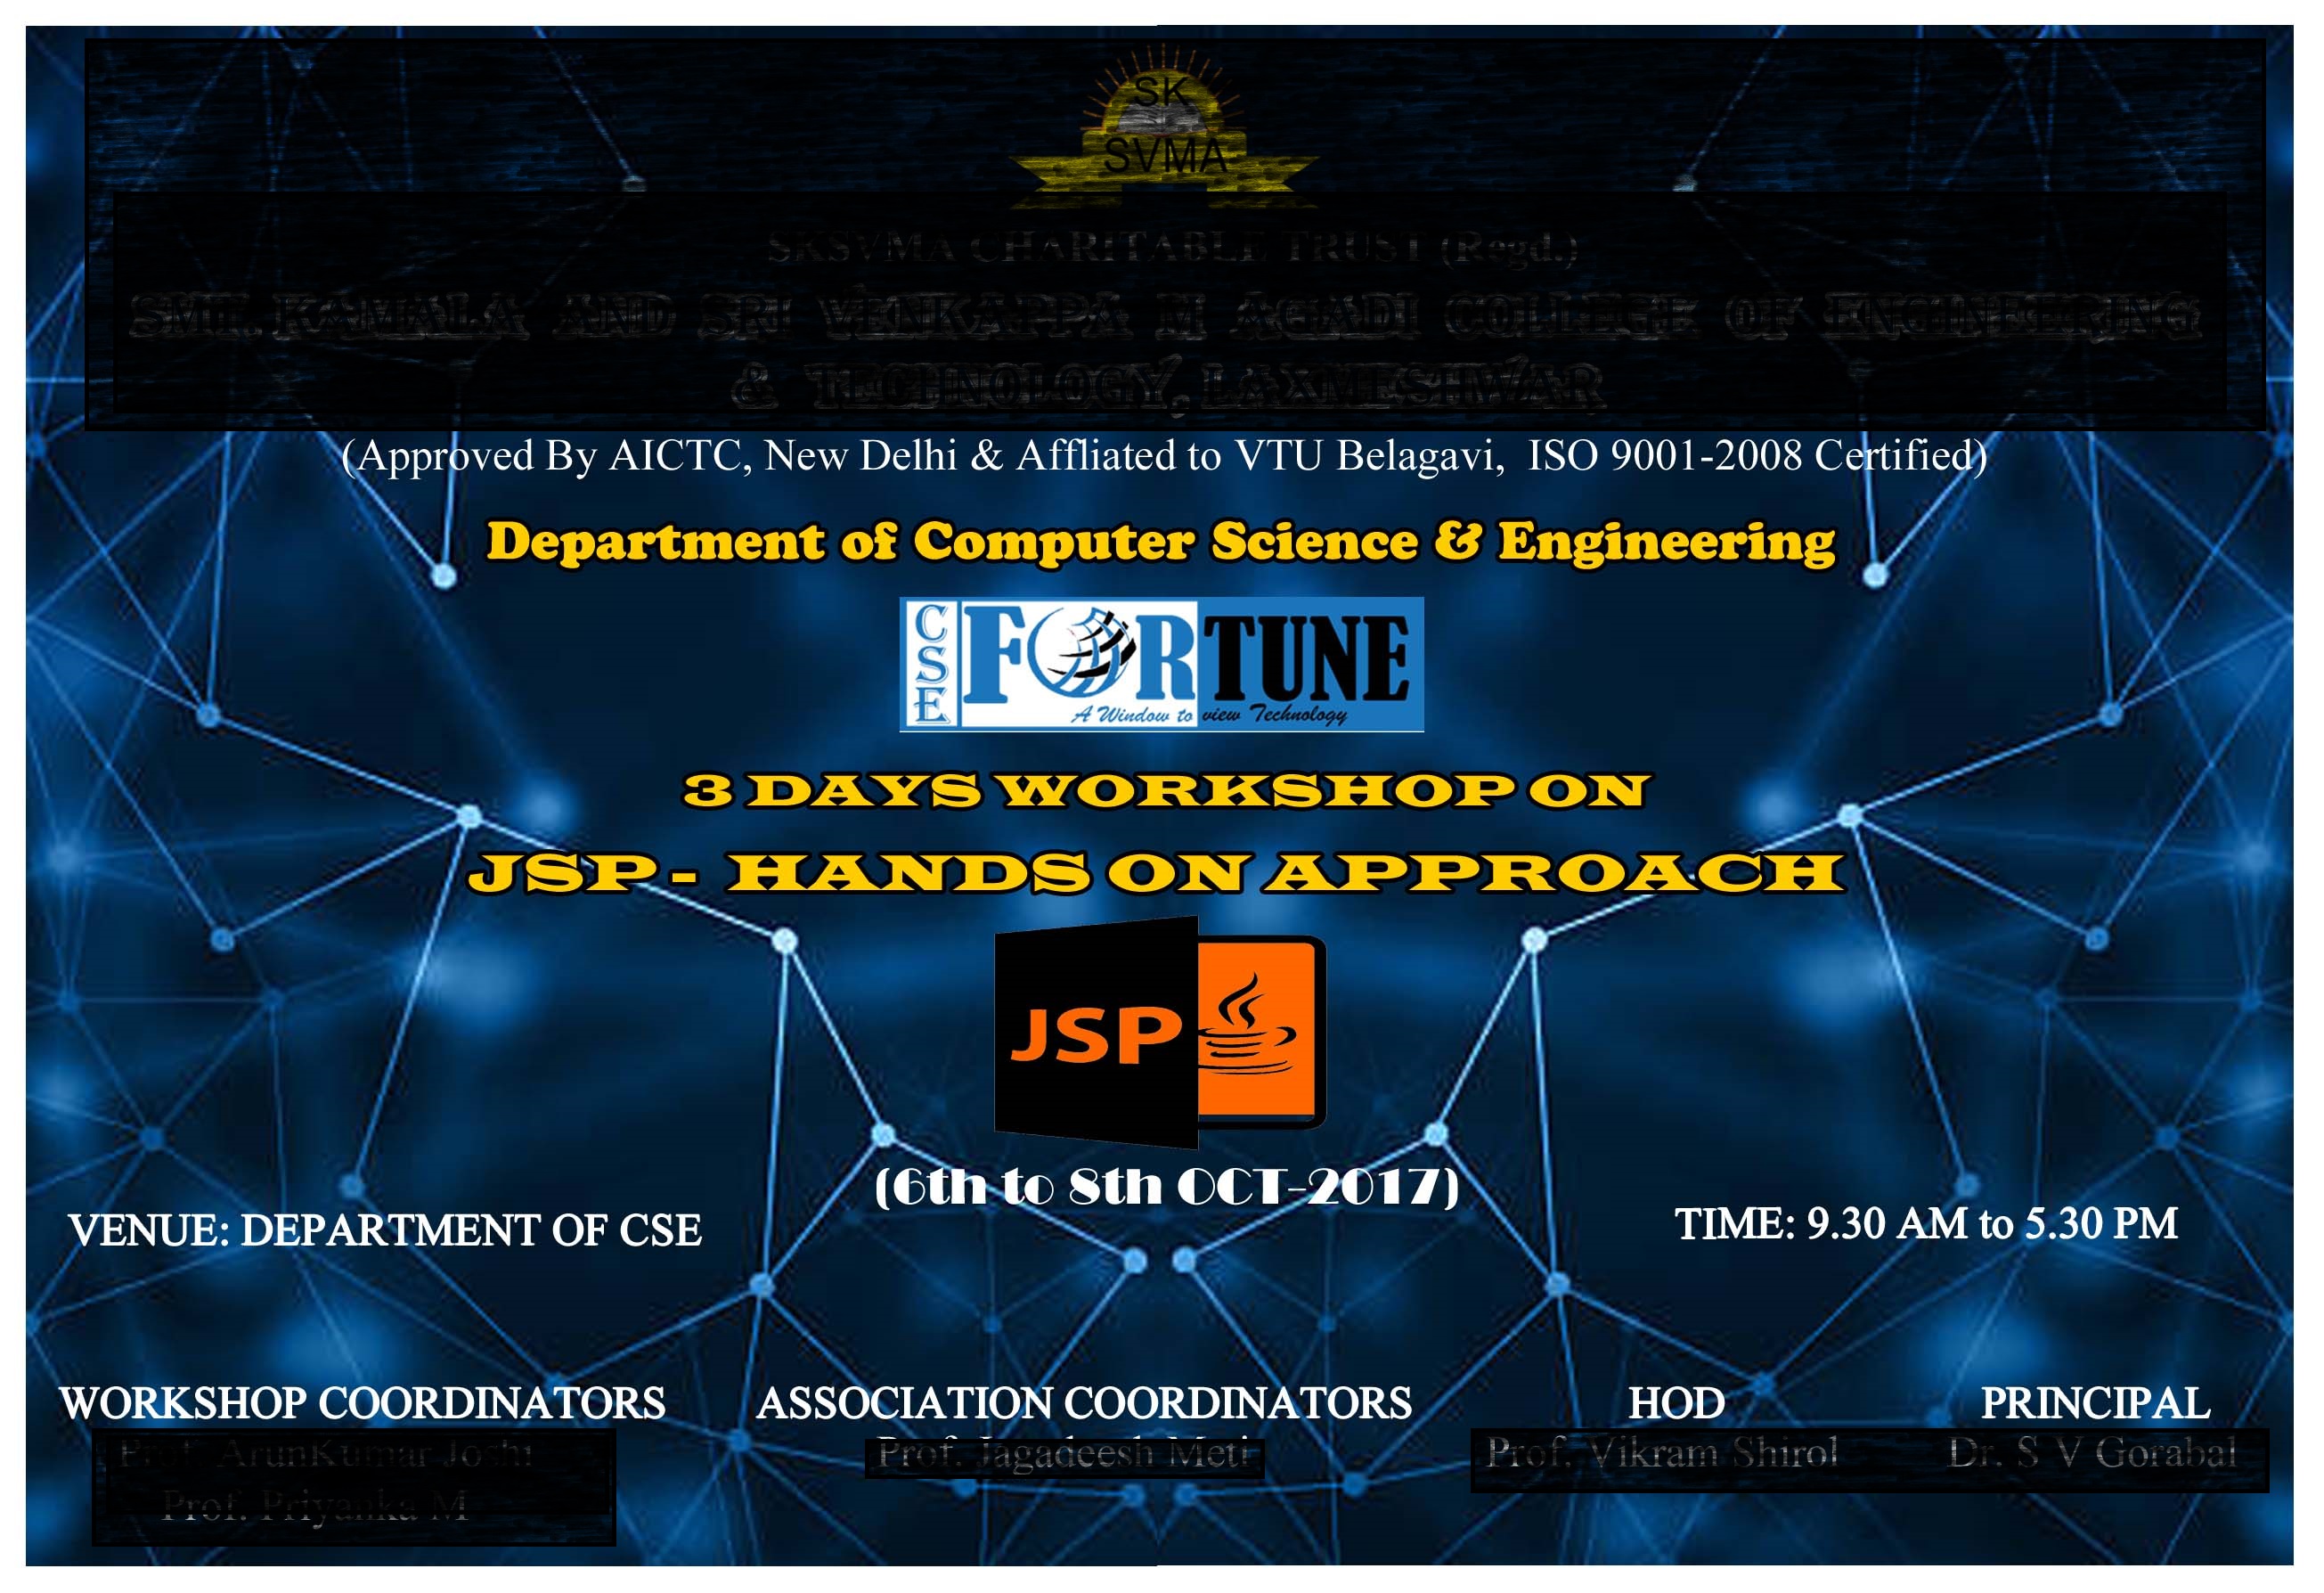 SK
SVMA
SKSVMA CHARITABLE TRUST (Regd.)
SMT. KAMALA AND SRI VENKAPPA M AGADI COLLEGE OF ENGINEERING
& TECHNOLOGY, LAXMESHWAR
(Approved By AICTC, New Delhi & Affliated to VTU Belagavi, ISO 9001-2008 Certified)
Department of Computer Science & Engineering
CSE FORTUNE
A Window to view Technology
3 DAYS WORKSHOP ON
JSP - HANDS ON APPROACH
JSP
(6th to 8th OCT-2017)
VENUE: DEPARTMENT OF CSE TIME: 9.30 AM to 5.30 PM
WORKSHOP COORDINATORS ASSOCIATION COORDINATORS HOD PRINCIPAL
Prof. ArunKumar Joshi Prof. Jagadeesh Meti Prof. Vikram Shirol Dr. S V Gorabal
Prof. Priyanka M